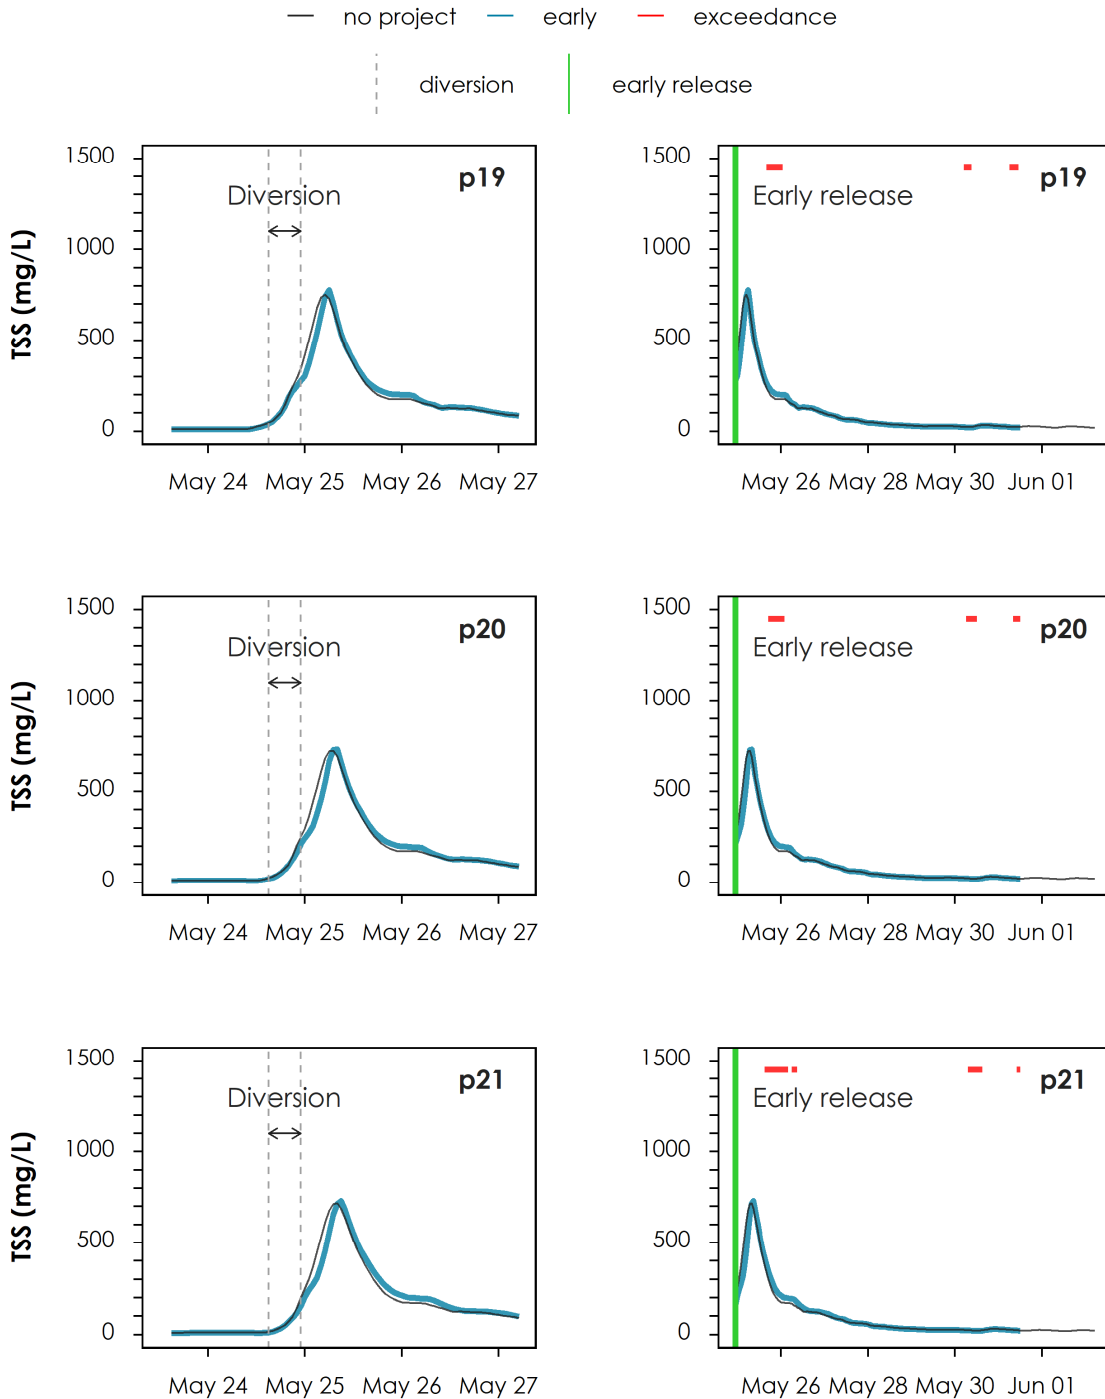 no project early exceedance
diversion early release
TSS (mg/L)
1500
1000
500
0
Diversion
p19
May 24 May 25 May 26 May 27
1500
1000
500
0
Early release
p19
May 26 May 28 May 30 Jun 01
TSS (mg/L)
1500
1000
500
0
Diversion
p20
May 24 May 25 May 26 May 27
1500
1000
500
0
Early release
p20
May 26 May 28 May 30 Jun 01
TSS (mg/L)
1500
1000
500
0
Diversion
p21
May 24 May 25 May 26 May 27
1500
1000
500
0
Early release
p21
May 26 May 28 May 30 Jun 01